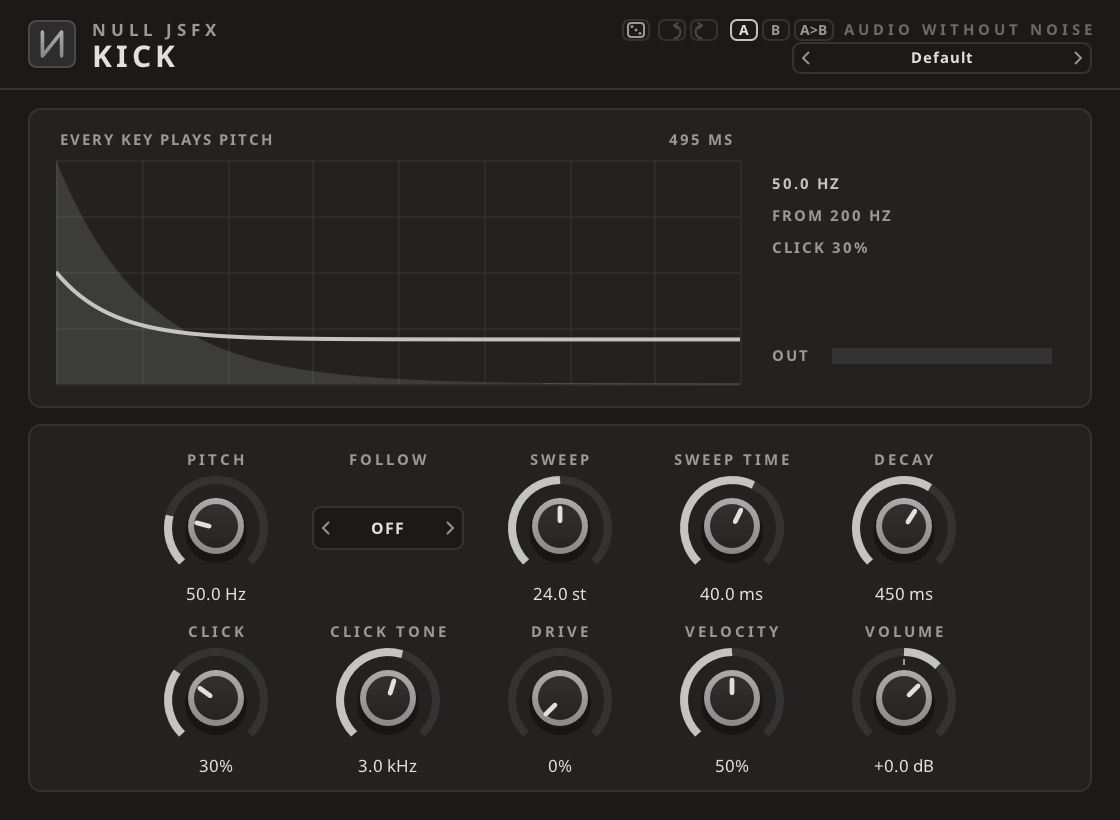 NULL JSFX
KICK
A B A>B AUDIO WITHOUT NOISE
Default
EVERY KEY PLAYS PITCH 495 MS
50.0 HZ
FROM 200 HZ
CLICK 30%
OUT
PITCH FOLLOW SWEEP SWEEP TIME DECAY
OFF
50.0 Hz 24.0 st 40.0 ms 450 ms
CLICK CLICK TONE DRIVE VELOCITY VOLUME
30% 3.0 kHz 0% 50% +0.0 dB